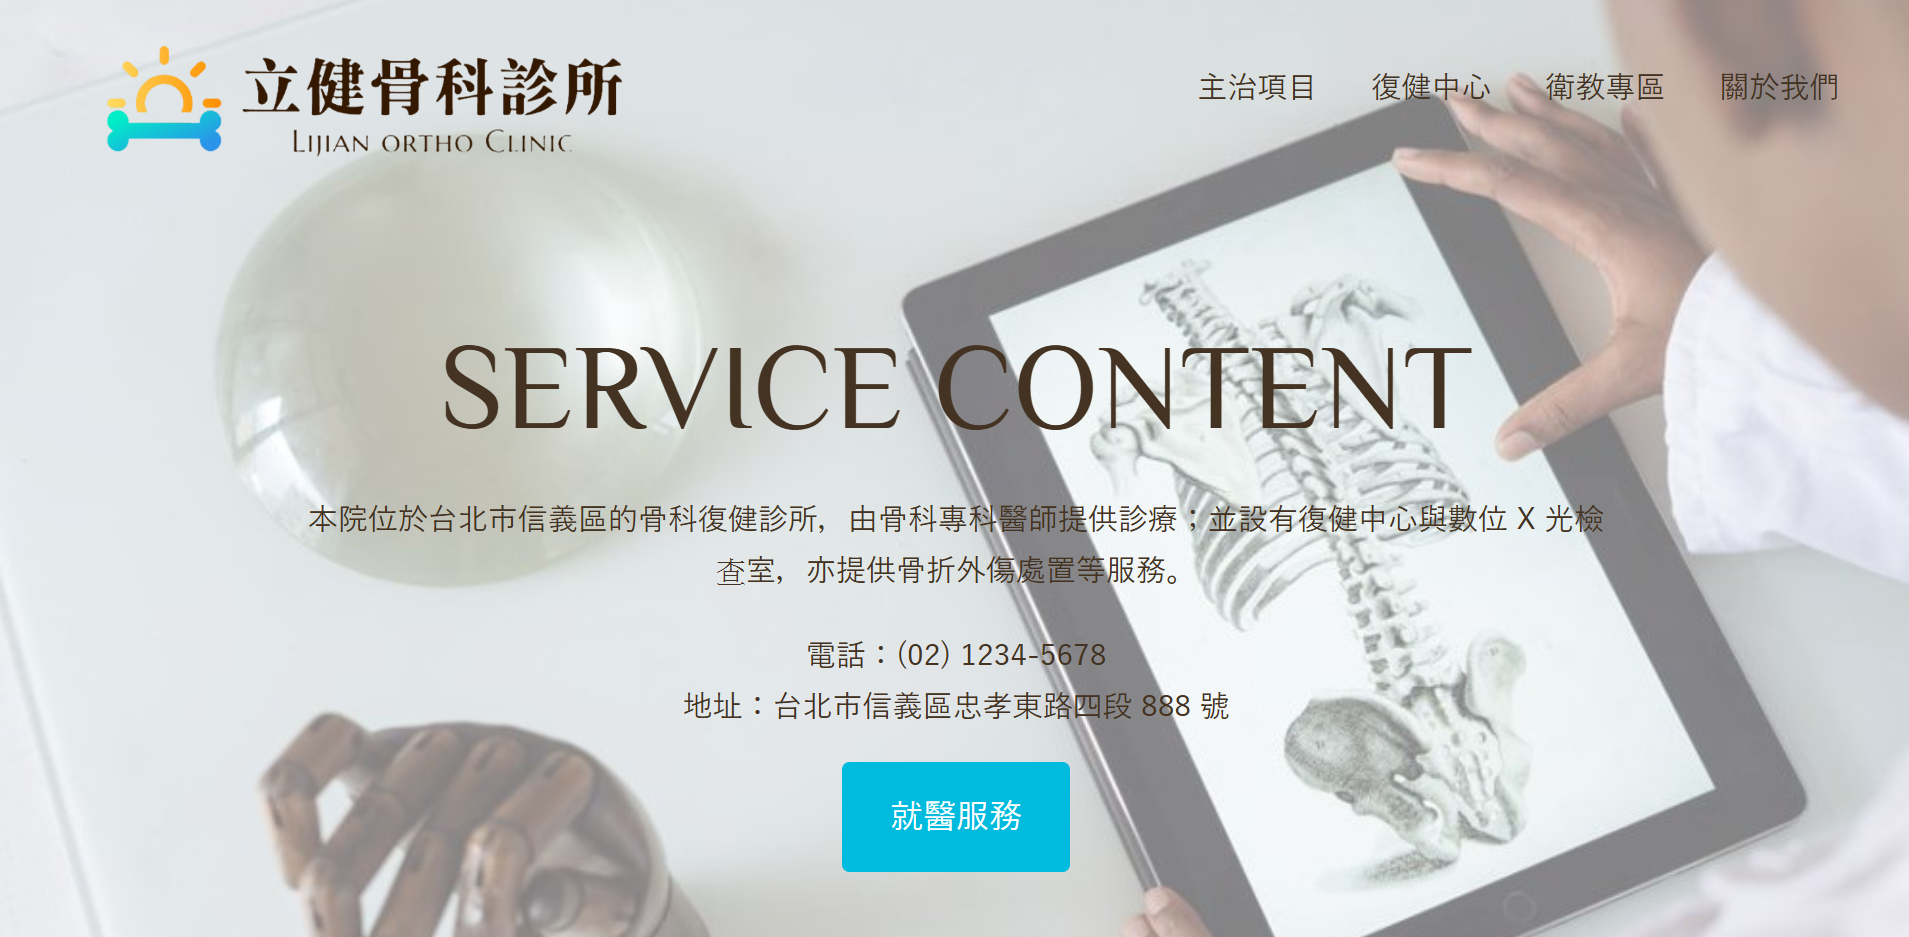 立健骨科診所
LIJIAN ORTHO CLINIC
主治項目
復健中心
衛教專區
關於我們
SERVICE CONTENT
本院位於台北市信義區的骨科復健診所，由骨科專科醫師提供診療；並設有復健中心與數位 X 光檢
查室，亦提供骨折外傷處置等服務。
電話：(02) 1234-5678
地址：台北市信義區忠孝東路四段 888 號
就醫服務